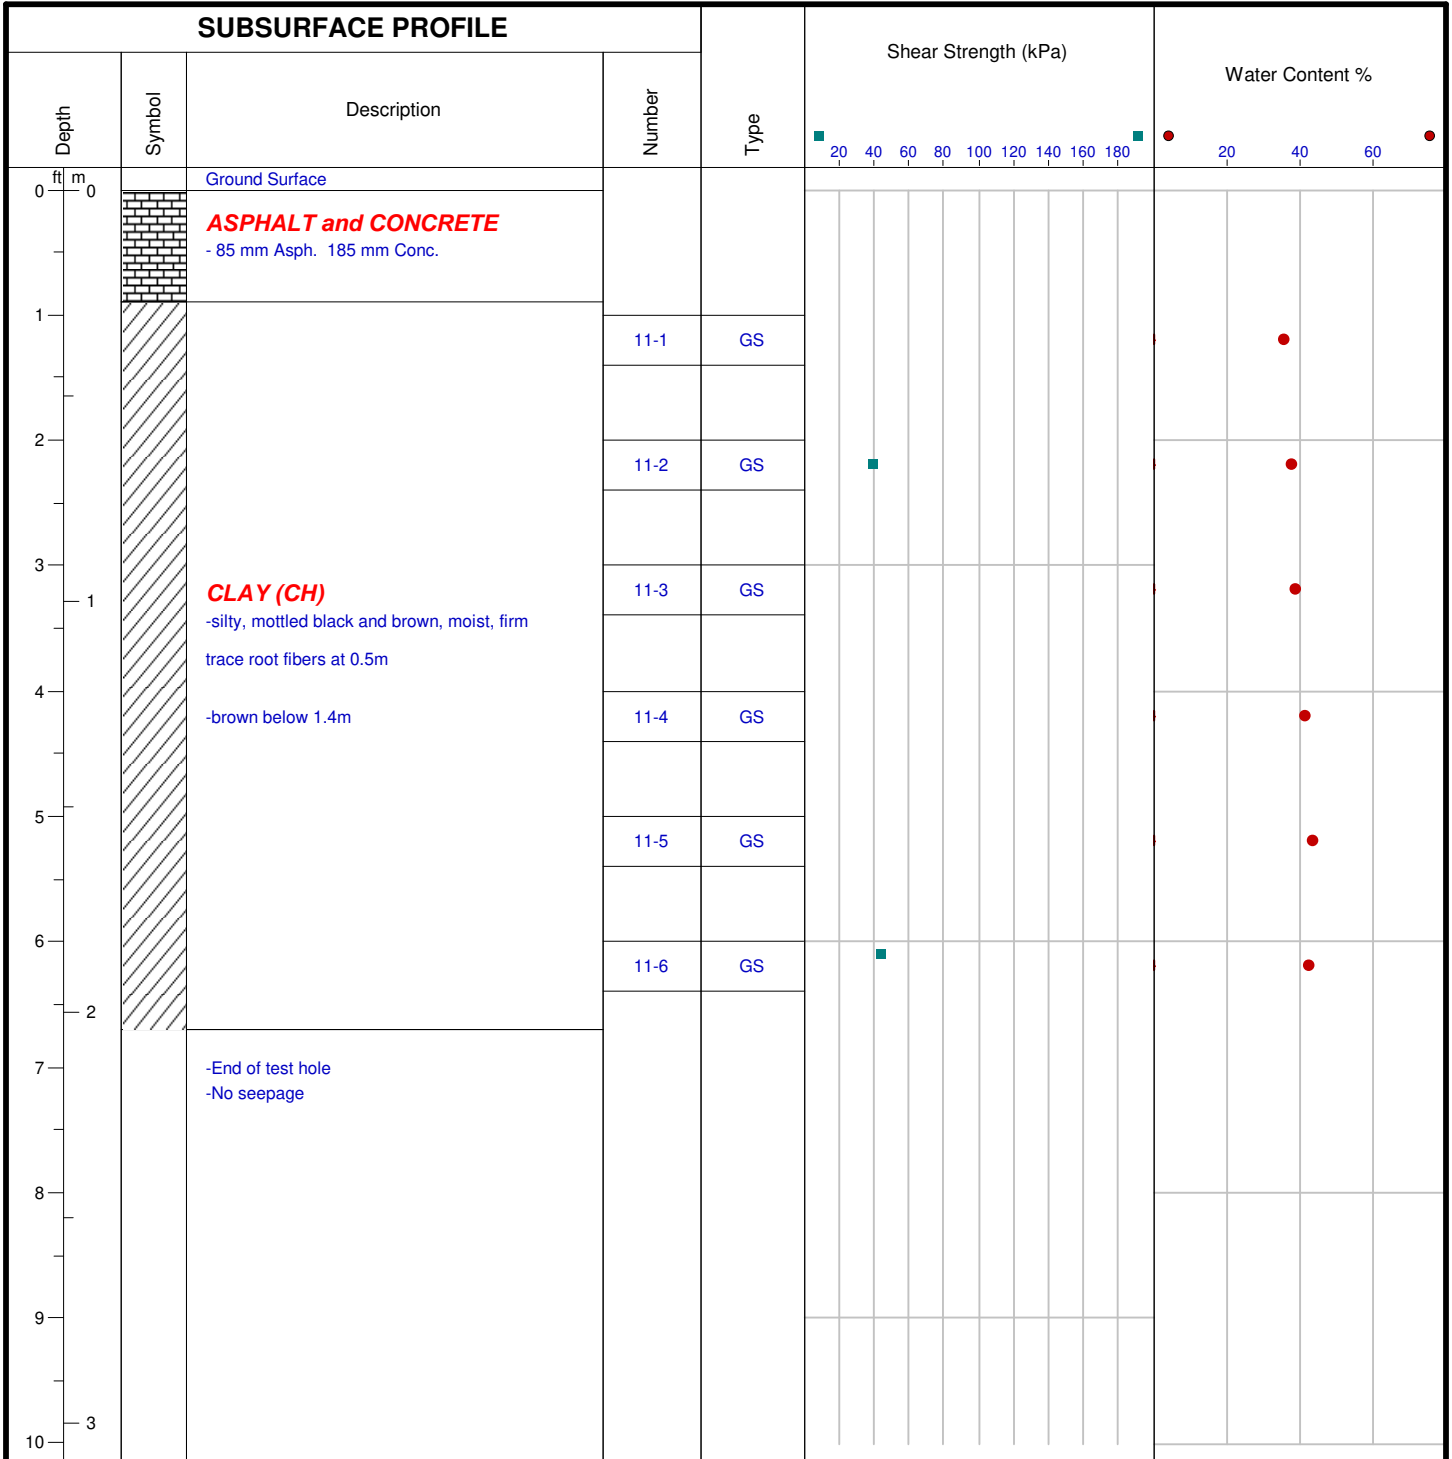 SUBSURFACE PROFILE
Depth
Symbol
Description
Number
Type
Shear Strength (kPa)
20 40 60 80 100 120 140 160 180
Water Content %
20 40 60
ft m
0 0
Ground Surface
ASPHALT and CONCRETE
- 85 mm Asph. 185 mm Conc.
1
11-1 GS
2
11-2 GS
3
11-3 GS
1
CLAY (CH)
-silty, mottled black and brown, moist, firm
trace root fibers at 0.5m
4
-brown below 1.4m
11-4 GS
5
11-5 GS
6
11-6 GS
2
7
-End of test hole
-No seepage
8
9
3
10